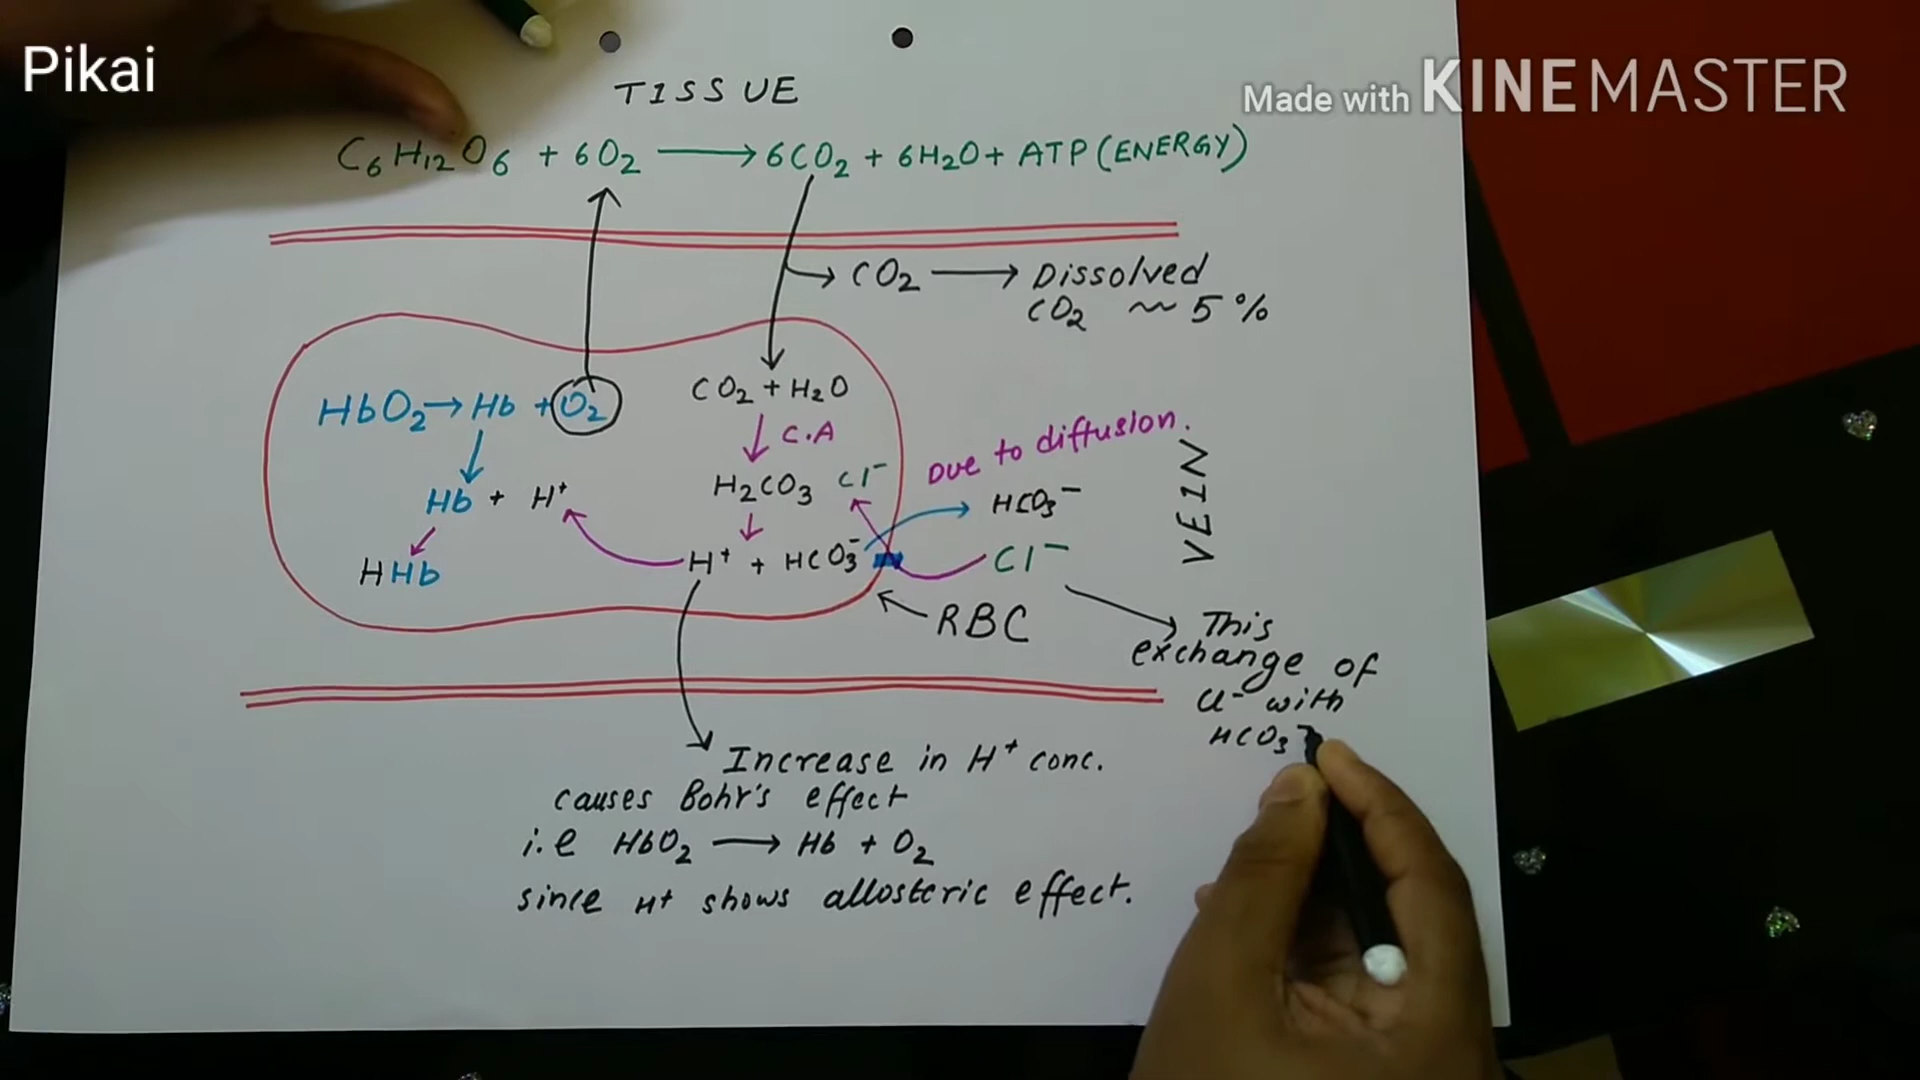 Pikai
Made with KINEMASTER
TISSUE
C6H12O6 + 6O2 → 6CO2 + 6H2O + ATP (ENERGY)
CO2 → Dissolved
CO2 ~~ 5%
HbO2 → Hb + O2
CO2 + H2O
C.A
Due to diffusion.
H2CO3 Cl⁻
Hb + H⁺
HCO3⁻
VEIN
H⁺ + HCO3⁻
Cl⁻
HHb
RBC
This
exchange of
Cl⁻ with
HCO3⁻
Increase in H⁺ conc.
causes Bohr's effect
i.e HbO2 → Hb + O2
since H⁺ shows allosteric effect.